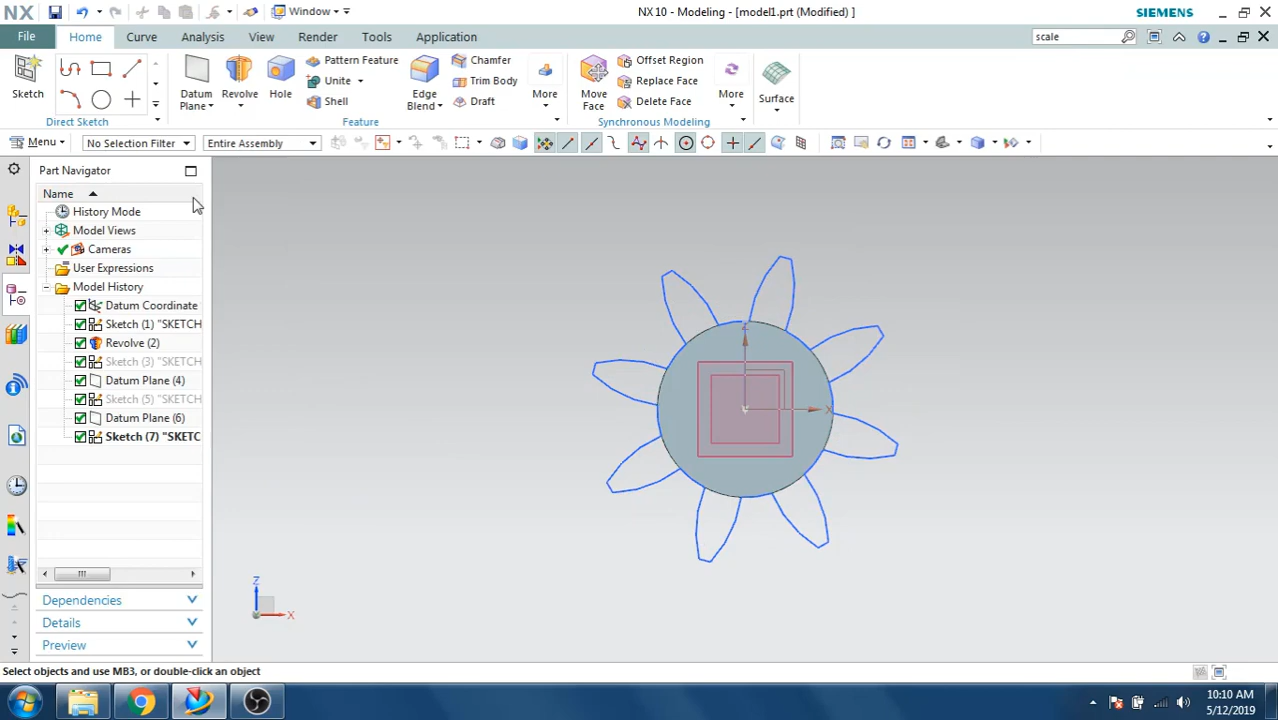 NX
Window
NX 10 - Modeling - [model1.prt (Modified) ]
SIEMENS
File
Home
Curve
Analysis
View
Render
Tools
Application
scale
Sketch
Direct Sketch
Datum
Plane
Revolve
Hole
Pattern Feature
Unite
Shell
Edge
Blend
Chamfer
Trim Body
Draft
More
Feature
Move
Face
Offset Region
Replace Face
Delete Face
More
Synchronous Modeling
Surface
Menu
No Selection Filter
Entire Assembly
Part Navigator
Name
History Mode
Model Views
Cameras
User Expressions
Model History
Datum Coordinate
Sketch (1) "SKETCH
Revolve (2)
Sketch (3) "SKETCH
Datum Plane (4)
Sketch (5) "SKETCH
Datum Plane (6)
Sketch (7) "SKETC
Dependencies
Details
Preview
Z
X
Z
X
Select objects and use MB3, or double-click an object
10:10 AM
5/12/2019